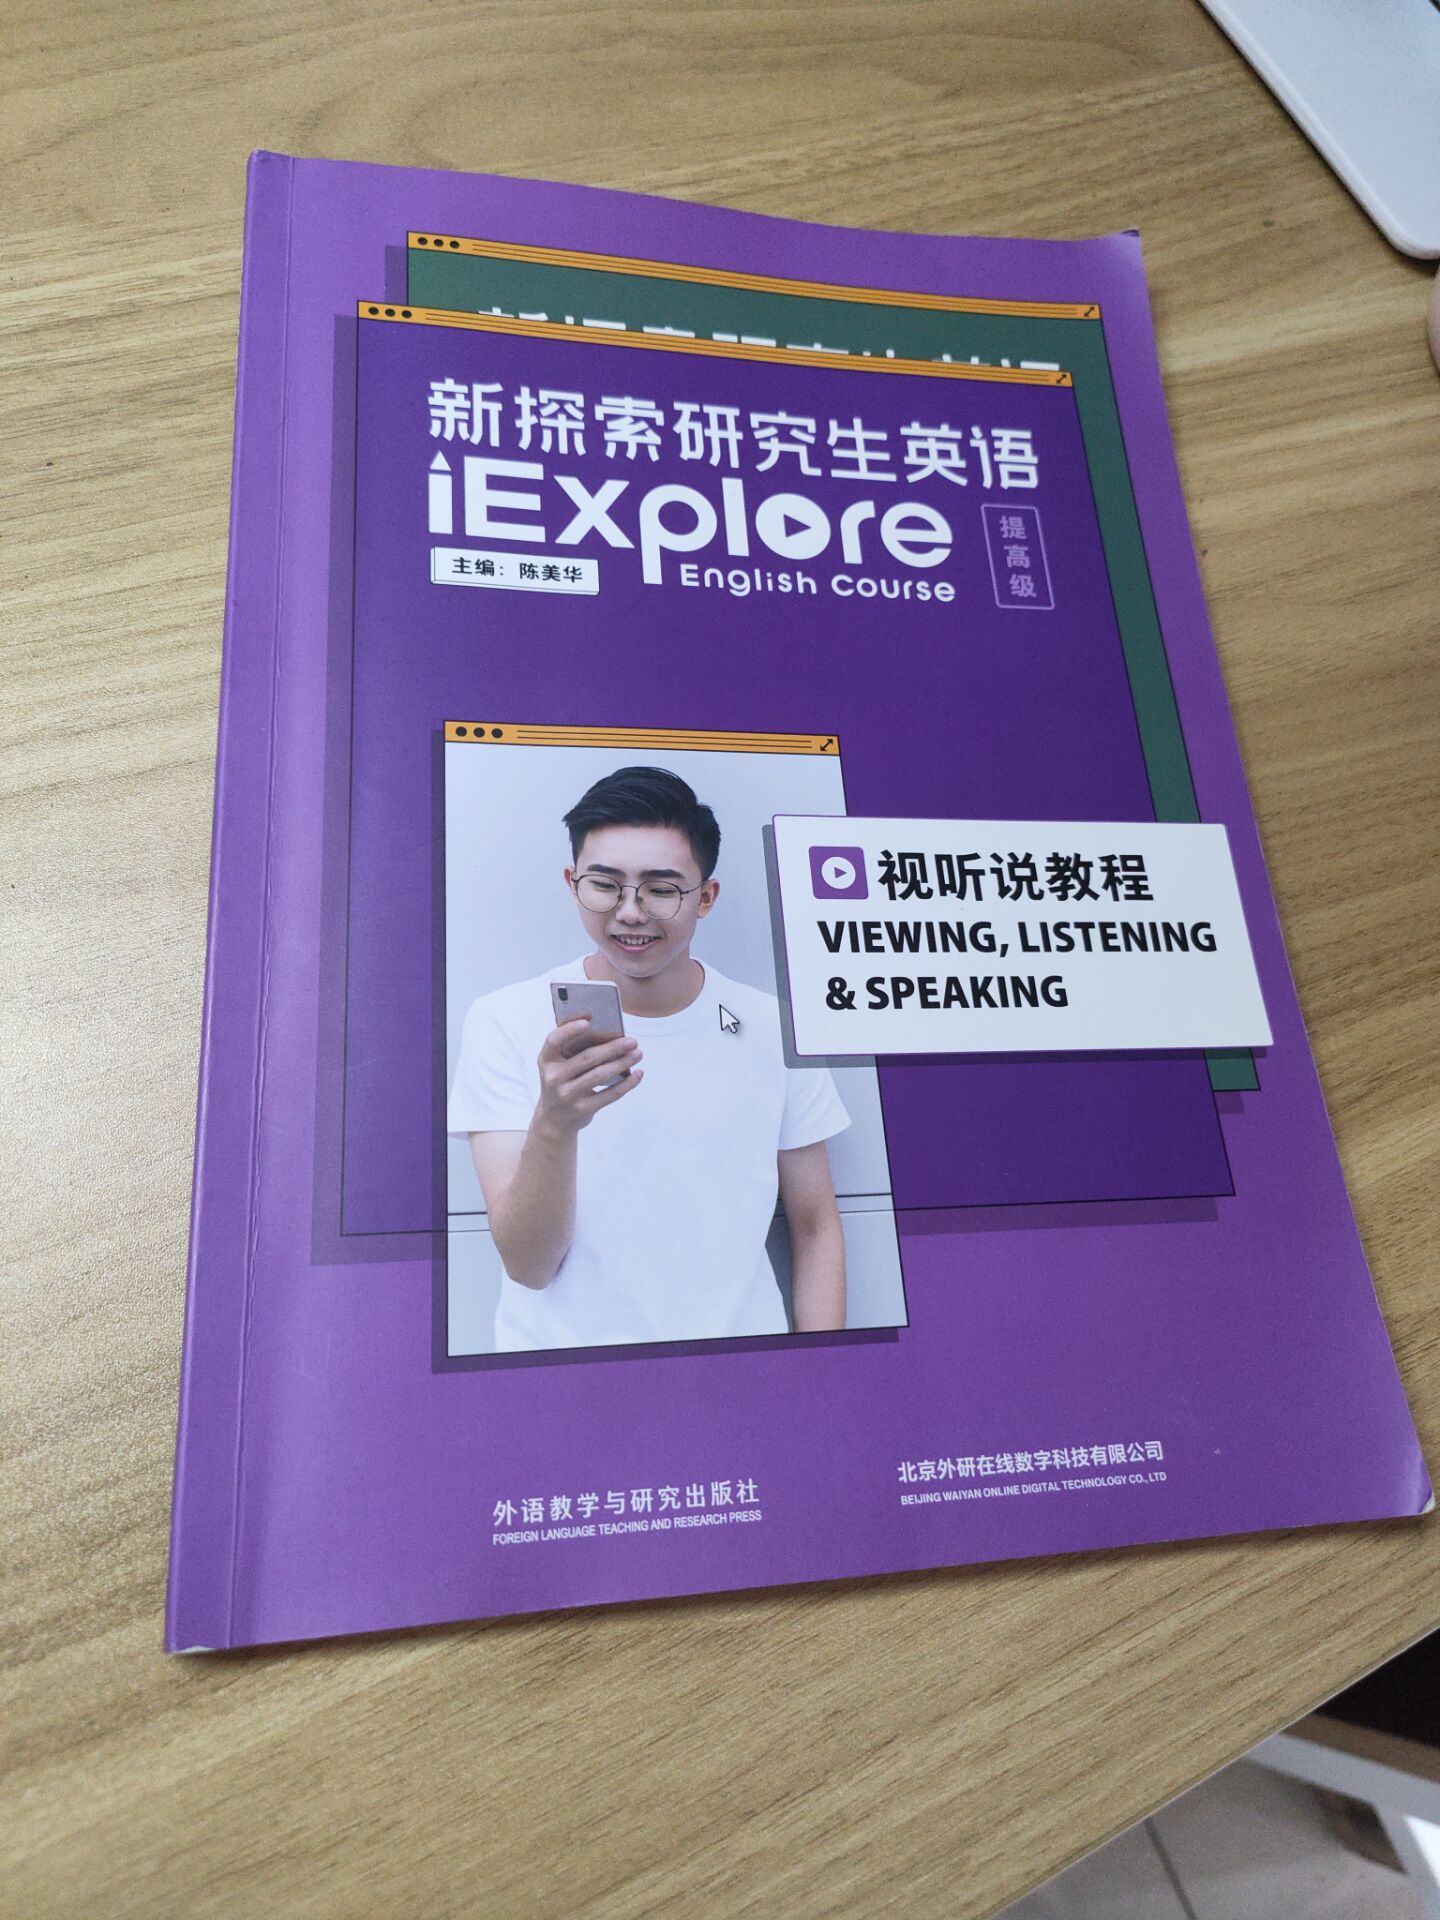 新探索研究生英语
iExplore
English Course
提高级
主编：陈美华
视听说教程
VIEWING, LISTENING
& SPEAKING
外语教学与研究出版社
FOREIGN LANGUAGE TEACHING AND RESEARCH PRESS
北京外研在线数字科技有限公司
BEIJING WAIYAN ONLINE DIGITAL TECHNOLOGY CO., LTD